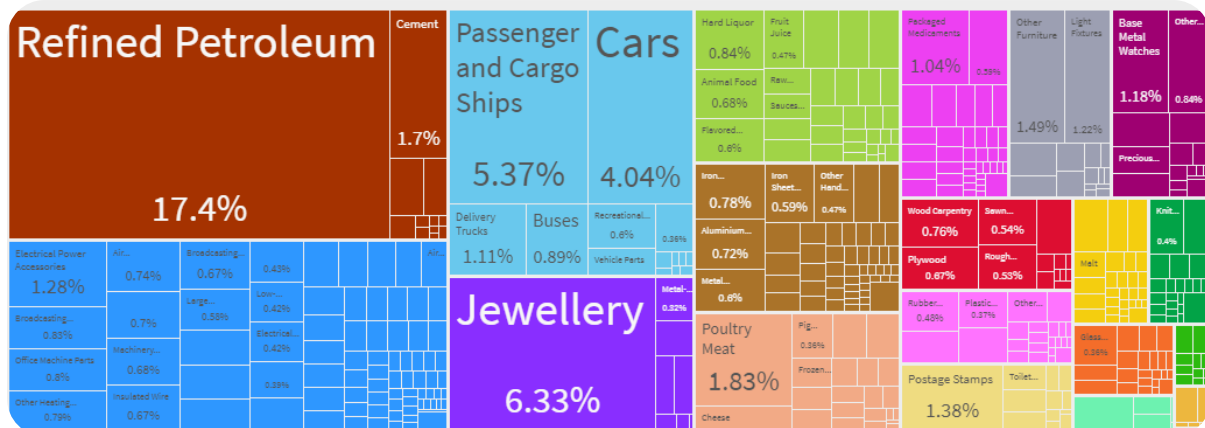 Refined Petroleum
17.4%
Cement
1.7%
Electrical Power
Accessories
1.28%
Broadcasting...
0.83%
Office Machine Parts
0.8%
Other Heating...
0.79%
Air...
0.74%
0.7%
Machinery...
0.68%
Insulated Wire
0.67%
Broadcasting...
0.67%
Large...
0.58%
0.43%
Low-...
0.42%
Electrical...
0.42%
0.39%
Air...
Passenger
and Cargo
Ships
5.37%
Cars
4.04%
Delivery
Trucks
1.11%
Buses
0.89%
Recreational...
0.6%
Vehicle Parts
0.36%
Jewellery
6.33%
Metal-...
0.32%
Hard Liquor
0.84%
Animal Food
0.68%
Flavored...
0.6%
Fruit
Juice
0.47%
Raw...
Sauces...
Iron...
0.78%
Aluminium...
0.72%
Metal...
0.6%
Iron
Sheet...
0.59%
Other
Hand...
0.47%
Poultry
Meat
1.83%
Cheese
Pig...
0.36%
Frozen...
Packaged
Medicaments
1.04%
0.39%
Other
Furniture
1.49%
Light
Fixtures
1.22%
Base
Metal
Watches
1.18%
Other...
0.84%
Precious...
Wood Carpentry
0.76%
Plywood
0.67%
Sawn...
0.54%
Rough...
0.53%
Malt
Knit...
0.4%
Rubber...
0.48%
Plastic...
0.37%
Other...
Glass...
0.36%
Postage Stamps
1.38%
Toilet...